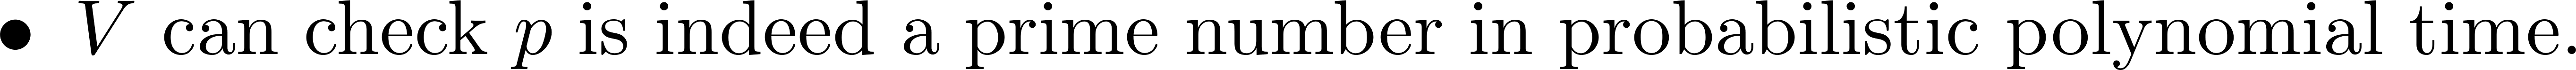 • V can check p is indeed a prime number in probabilistic polynomial time.